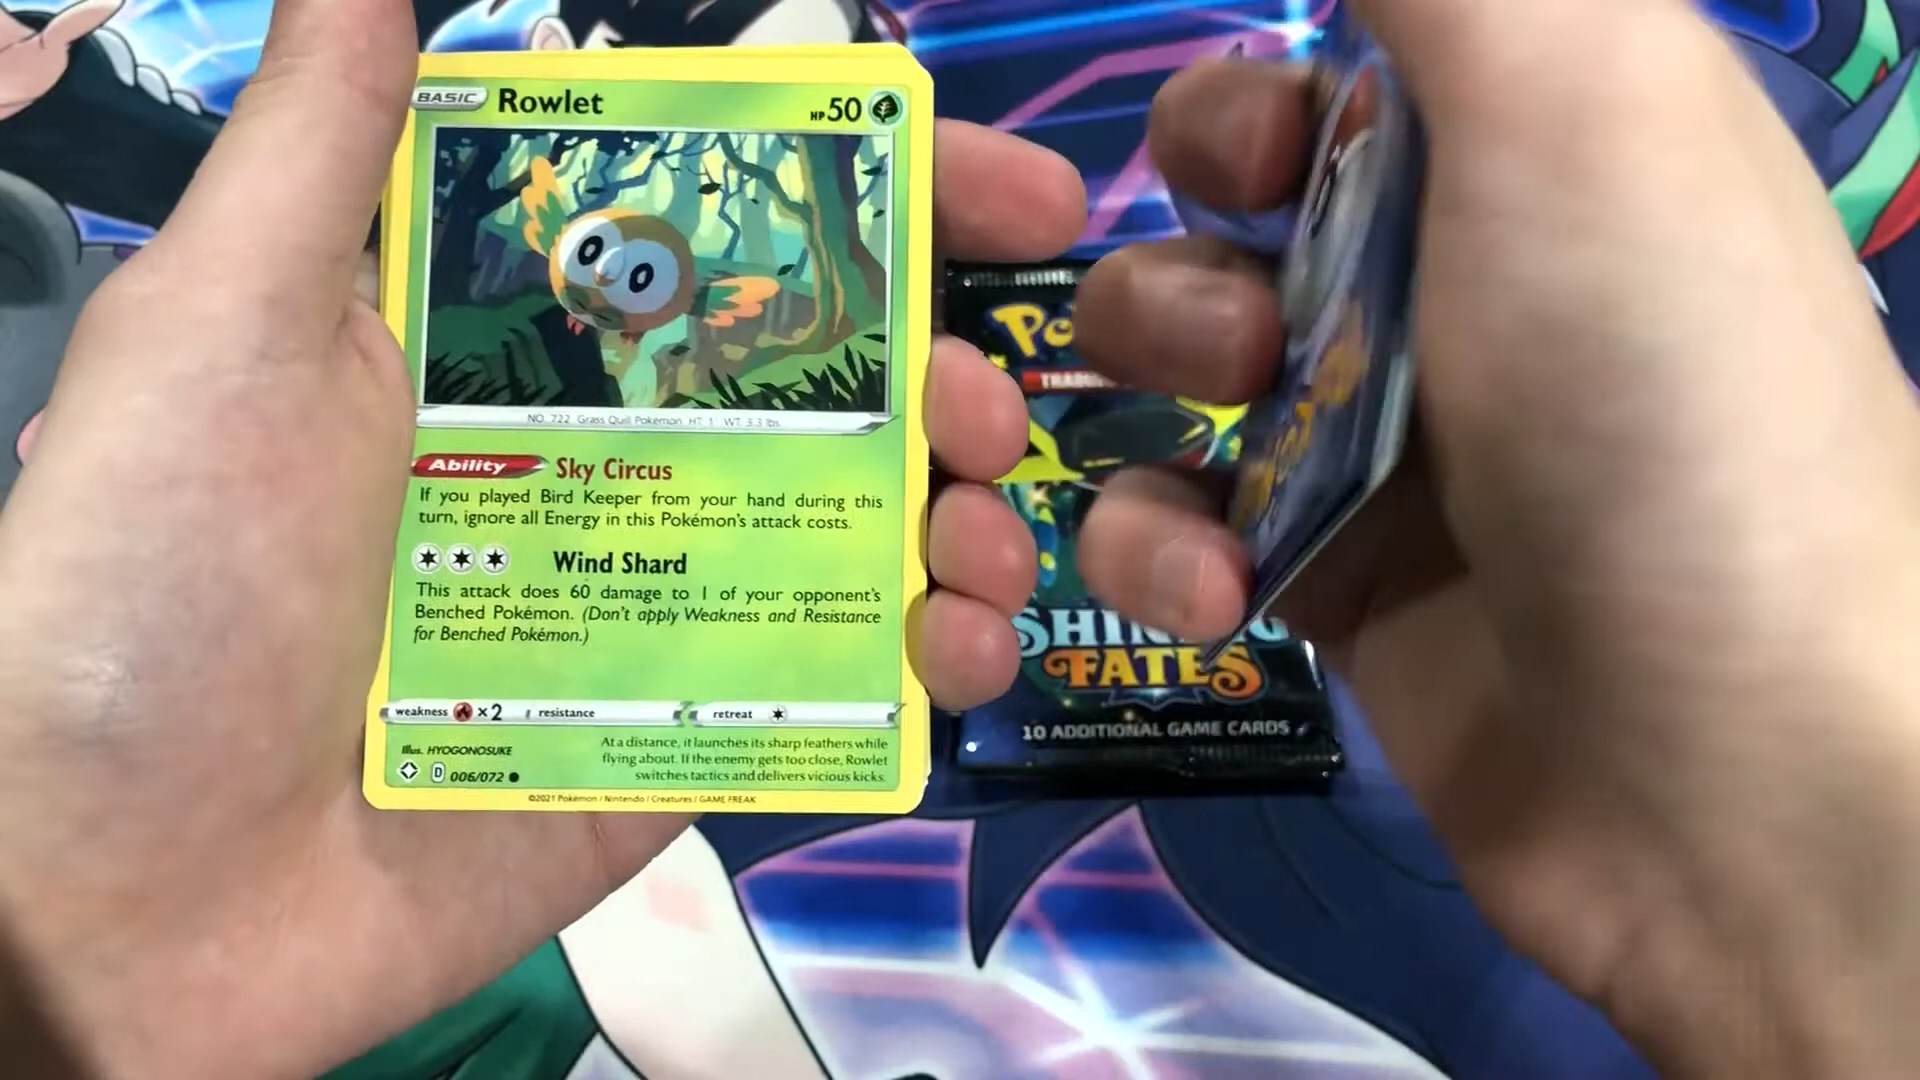 BASIC Rowlet HP 50
NO. 722 Grass Quill Pokémon HT: 1' WT: 3.3 lbs.
Ability Sky Circus
If you played Bird Keeper from your hand during this
turn, ignore all Energy in this Pokémon's attack costs.
Wind Shard
This attack does 60 damage to 1 of your opponent's
Benched Pokémon. (Don't apply Weakness and Resistance
for Benched Pokémon.)
weakness ×2 resistance retreat
Illus. HYOGONOSUKE
At a distance, it launches its sharp feathers while
flying about. If the enemy gets too close, Rowlet
switches tactics and delivers vicious kicks.
D 006/072
©2021 Pokémon / Nintendo / Creatures / GAME FREAK
FATES
10 ADDITIONAL GAME CARDS